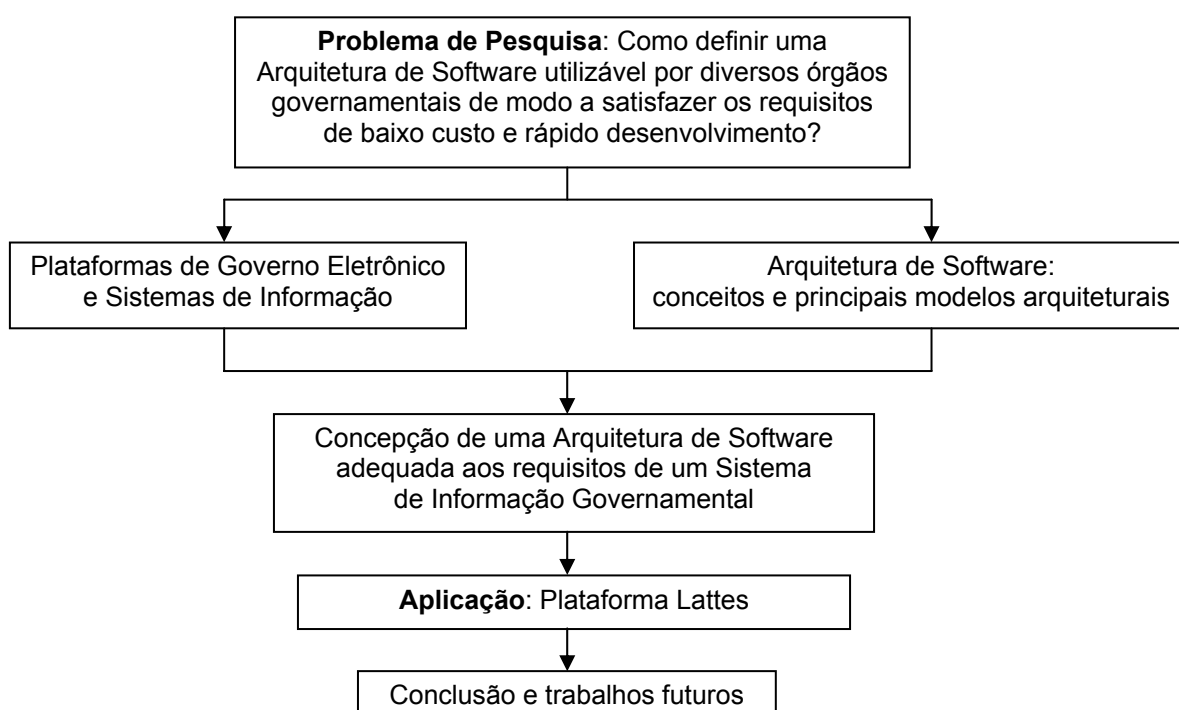 Problema de Pesquisa: Como definir uma
Arquitetura de Software utilizável por diversos órgãos
governamentais de modo a satisfazer os requisitos
de baixo custo e rápido desenvolvimento?
Plataformas de Governo Eletrônico
e Sistemas de Informação
Arquitetura de Software:
conceitos e principais modelos arquiteturais
Concepção de uma Arquitetura de Software
adequada aos requisitos de um Sistema
de Informação Governamental
Aplicação: Plataforma Lattes
Conclusão e trabalhos futuros